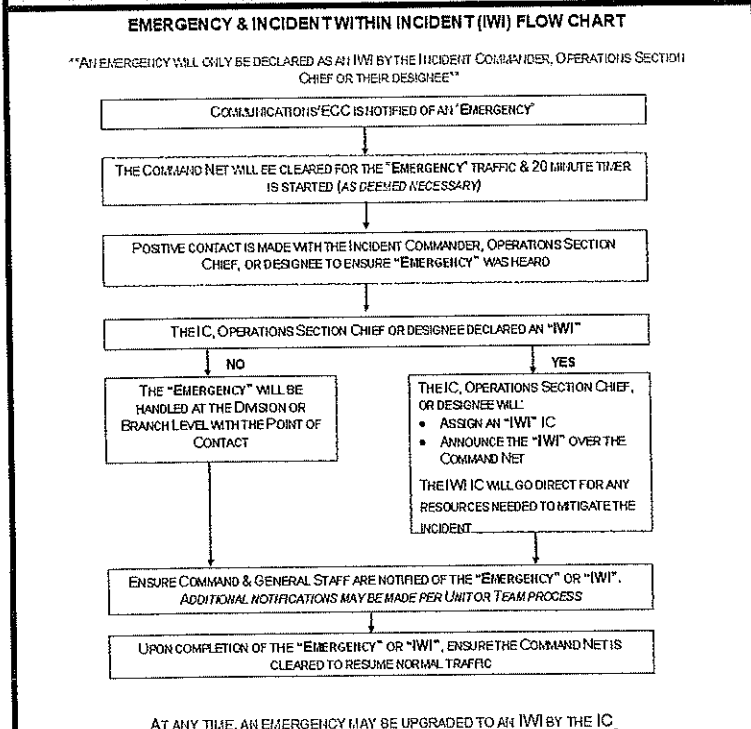 EMERGENCY & INCIDENT WITHIN INCIDENT (IWI) FLOW CHART
**AN EMERGENCY WILL ONLY BE DECLARED AS AN IWI BY THE INCIDENT COMMANDER, OPERATIONS SECTION
CHIEF OR THEIR DESIGNEE**
COMMUNICATIONS/ECC IS NOTIFIED OF AN "EMERGENCY"
THE COMMAND NET WILL BE CLEARED FOR THE "EMERGENCY" TRAFFIC & 20 MINUTE TIMER
IS STARTED (AS DEEMED NECESSARY)
POSITIVE CONTACT IS MADE WITH THE INCIDENT COMMANDER, OPERATIONS SECTION
CHIEF, OR DESIGNEE TO ENSURE "EMERGENCY" WAS HEARD
THE IC, OPERATIONS SECTION CHIEF OR DESIGNEE DECLARED AN "IWI"
NO
YES
THE "EMERGENCY" WILL BE
HANDLED AT THE DIVISION OR
BRANCH LEVEL WITH THE POINT OF
CONTACT
THE IC, OPERATIONS SECTION CHIEF,
OR DESIGNEE WILL:
• ASSIGN AN "IWI" IC
• ANNOUNCE THE "IWI" OVER THE
COMMAND NET
THE IWI IC WILL GO DIRECT FOR ANY
RESOURCES NEEDED TO MITIGATE THE
INCIDENT
ENSURE COMMAND & GENERAL STAFF ARE NOTIFIED OF THE "EMERGENCY" OR "IWI".
ADDITIONAL NOTIFICATIONS MAY BE MADE PER UNIT OR TEAM PROCESS
UPON COMPLETION OF THE "EMERGENCY" OR "IWI", ENSURE THE COMMAND NET IS
CLEARED TO RESUME NORMAL TRAFFIC
AT ANY TIME, AN EMERGENCY MAY BE UPGRADED TO AN IWI BY THE IC